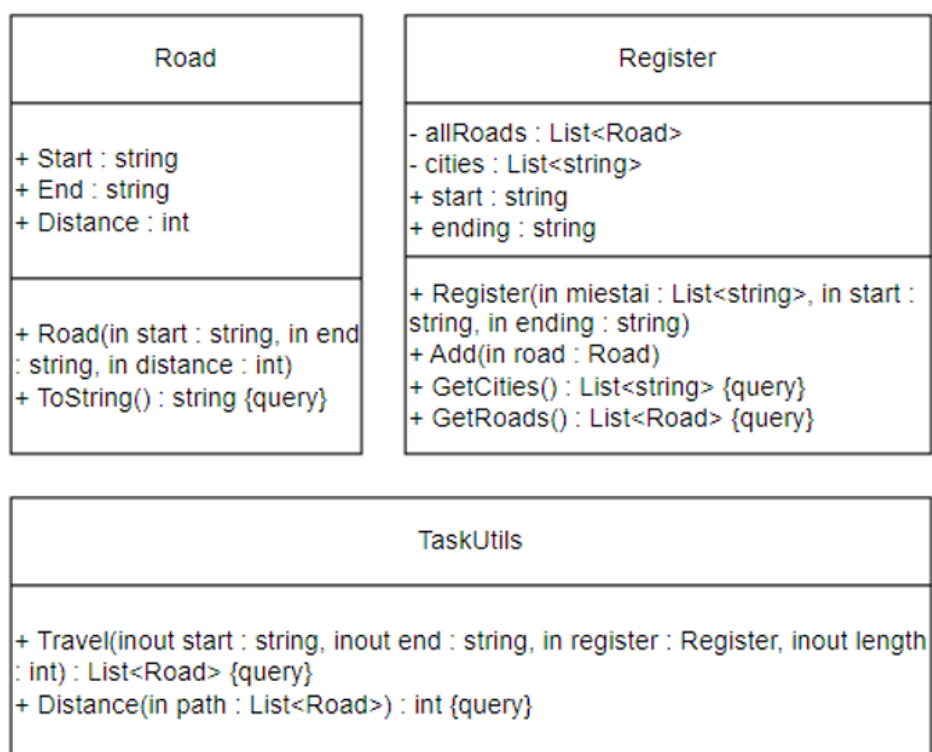 Road
+ Start : string
+ End : string
+ Distance : int
+ Road(in start : string, in end
: string, in distance : int)
+ ToString() : string {query}
Register
- allRoads : List<Road>
- cities : List<string>
+ start : string
+ ending : string
+ Register(in miestai : List<string>, in start :
string, in ending : string)
+ Add(in road : Road)
+ GetCities() : List<string> {query}
+ GetRoads() : List<Road> {query}
TaskUtils
+ Travel(inout start : string, inout end : string, in register : Register, inout length
: int) : List<Road> {query}
+ Distance(in path : List<Road>) : int {query}